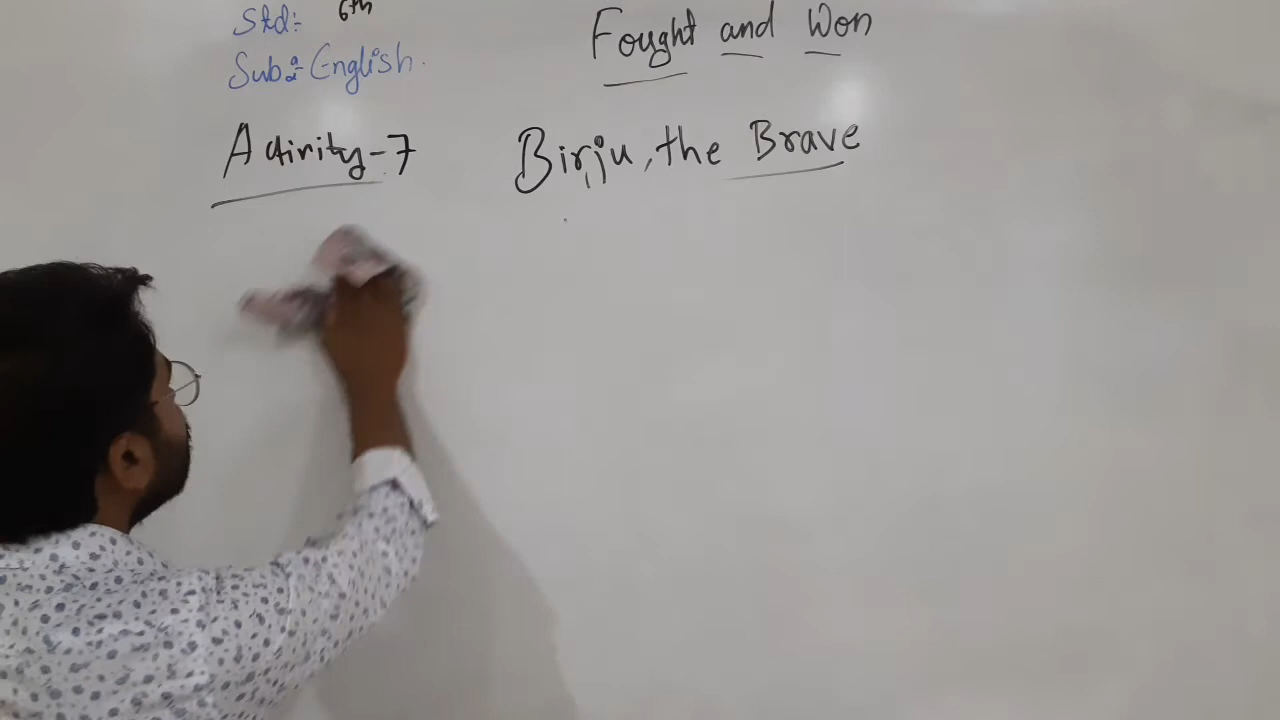 Std:- 6th
Fought and Won
Sub:- English.
Activity-7
Birju, the Brave